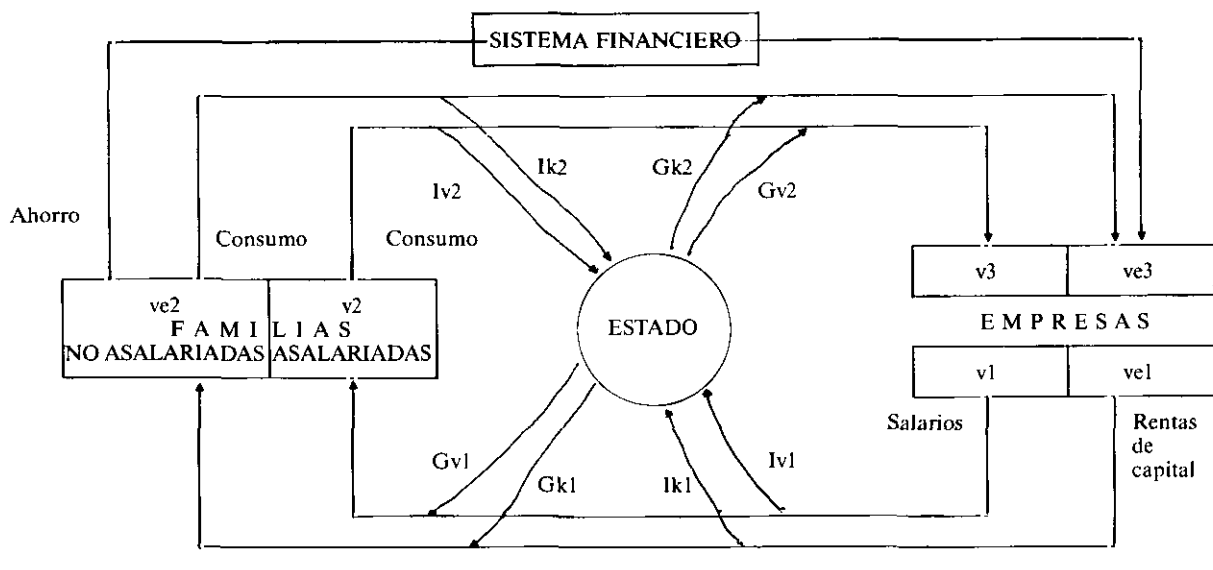 SISTEMA FINANCIERO
Ik2
Gk2
Iv2
Gv2
Ahorro
Consumo
Consumo
ve2
v2
F A M I L I A S
NO ASALARIADAS
ASALARIADAS
ESTADO
v3
ve3
E M P R E S A S
v1
ve1
Salarios
Rentas
de
capital
Gv1
Gk1
Ik1
Iv1